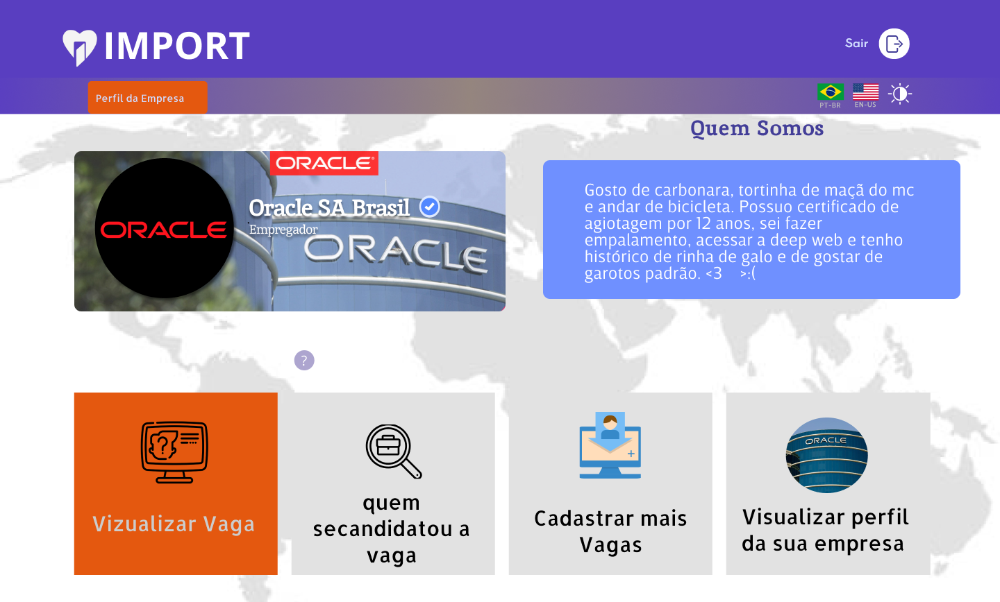 IMPORT
Sair
Perfil da Empresa
PT-BR
EN-US
Quem Somos
ORACLE®
Oracle SA Brasil
Empregador
ORACLE
ORACLE
Gosto de carbonara, tortinha de maçã do mc
e andar de bicicleta. Possuo certificado de
agiotagem por 12 anos, sei fazer
empalamento, acessar a deep web e tenho
histórico de rinha de galo e de gostar de
garotos padrão. <3 >:(
?
?
Vizualizar Vaga
quem
secandidatou a
vaga
Cadastrar mais
Vagas
ORACLE
Visualizar perfil
da sua empresa